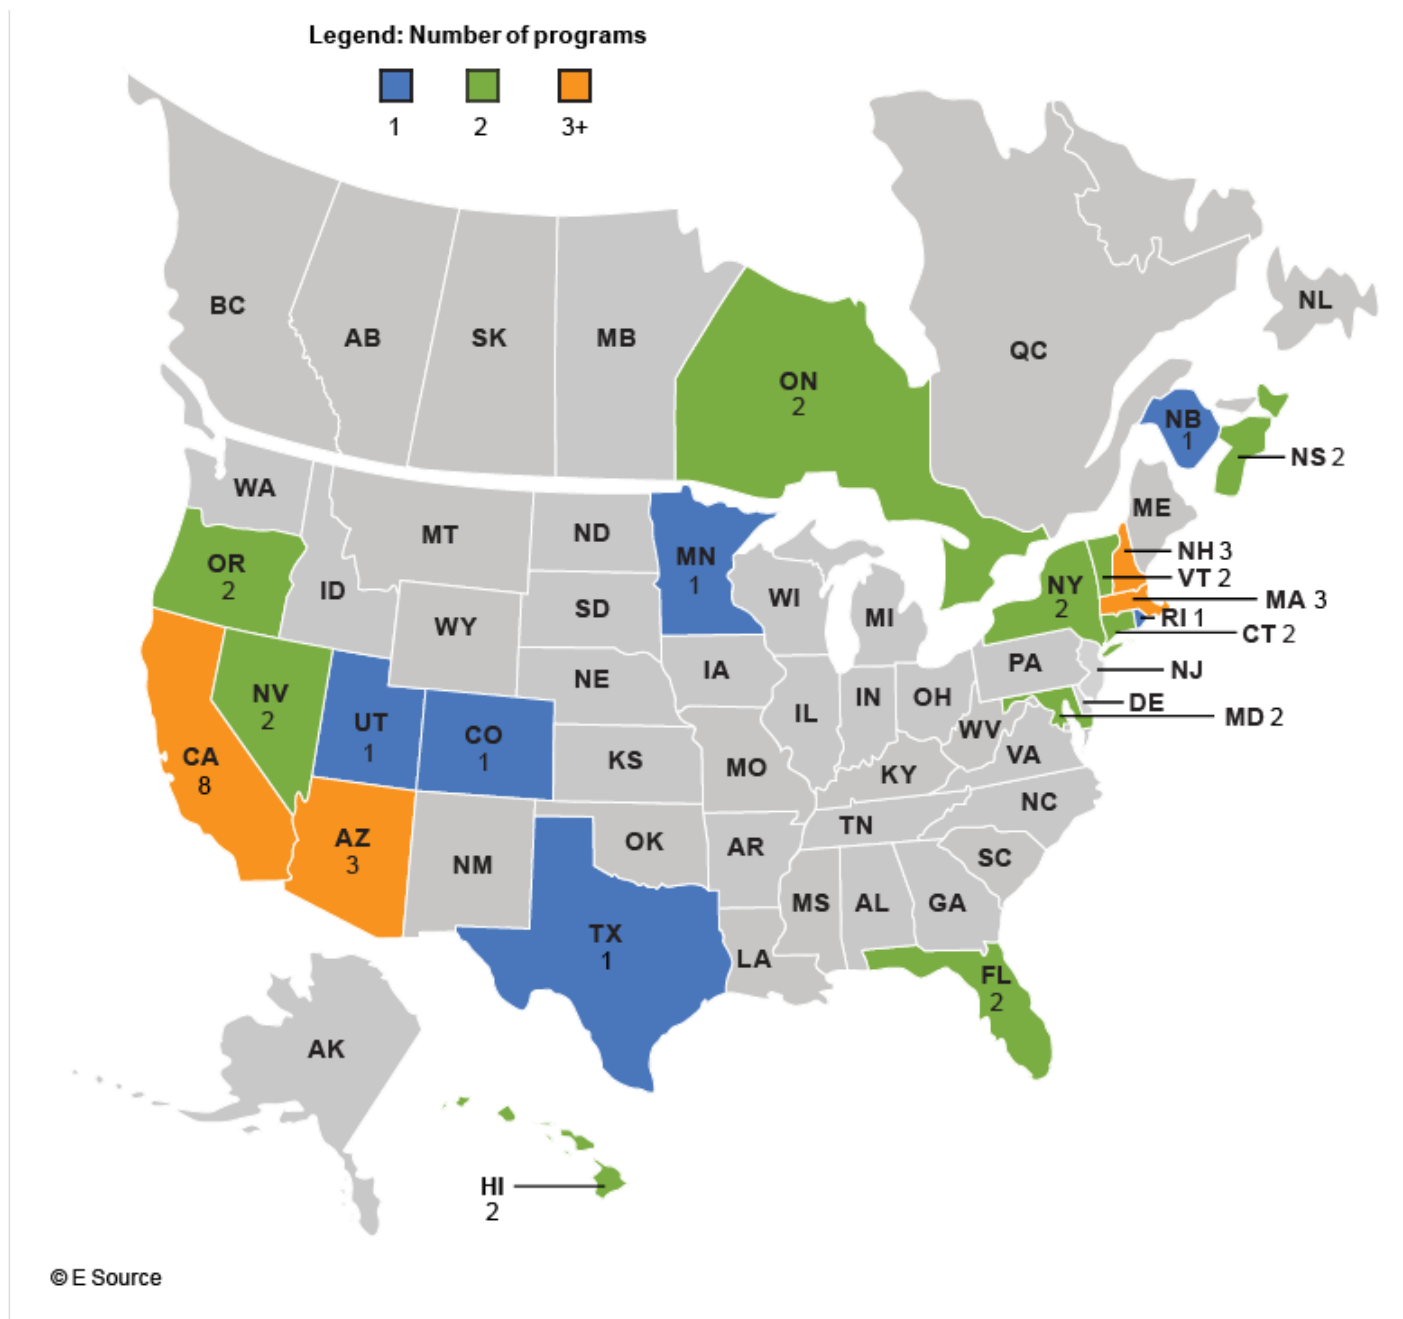 Legend: Number of programs
1 2 3+
BC
AB
SK
MB
ON
2
QC
NL
NB
1
NS 2
WA
OR
2
CA
8
NV
2
ID
MT
WY
UT
1
CO
1
AZ
3
NM
ND
SD
NE
KS
OK
TX
1
MN
1
IA
MO
AR
LA
WI
IL
MI
IN
OH
KY
TN
MS
AL
GA
FL
2
SC
NC
VA
WV
PA
NY
2
ME
NH 3
VT 2
MA 3
RI 1
CT 2
NJ
DE
MD 2
AK
HI
2
© E Source